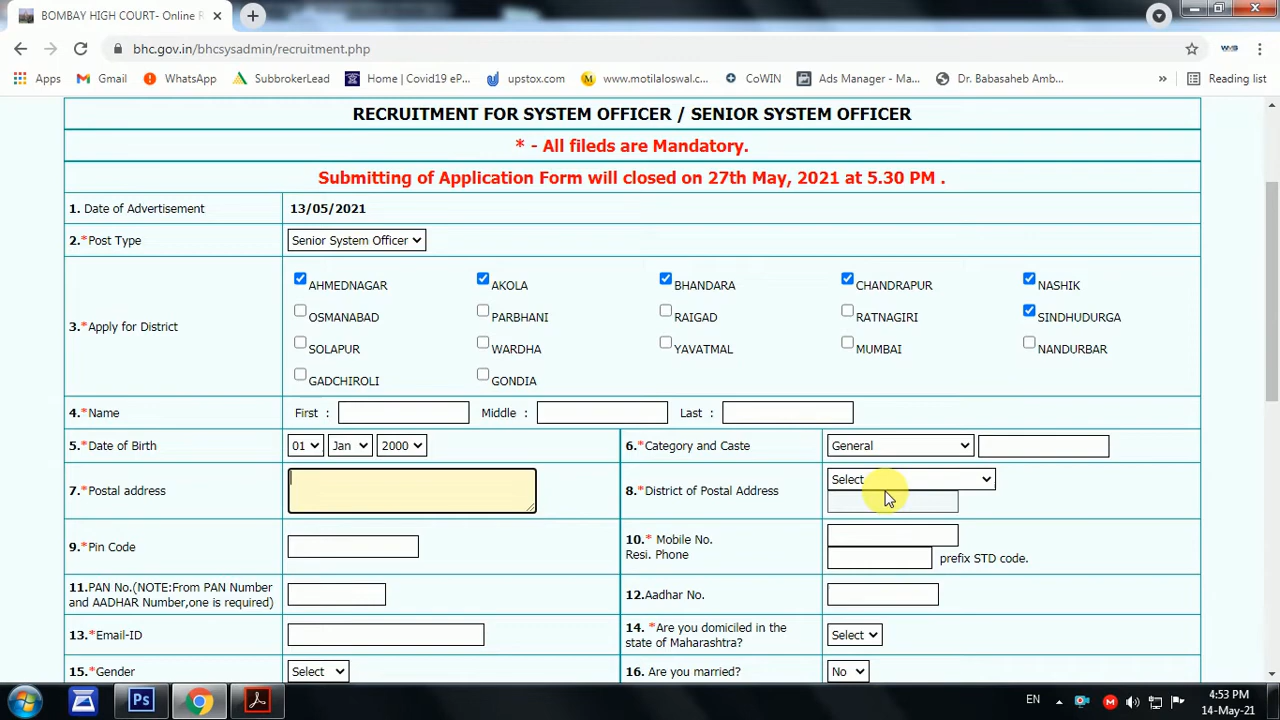 BOMBAY HIGH COURT- Online R
bhc.gov.in/bhcsysadmin/recruitment.php
Apps Gmail WhatsApp SubbrokerLead Home | Covid19 eP... upstox.com www.motilaloswal.c... CoWIN Ads Manager - Ma... Dr. Babasaheb Amb... » Reading list
RECRUITMENT FOR SYSTEM OFFICER / SENIOR SYSTEM OFFICER
* - All fileds are Mandatory.
Submitting of Application Form will closed on 27th May, 2021 at 5.30 PM .
1. Date of Advertisement 13/05/2021
2.*Post Type Senior System Officer
3.*Apply for District
AHMEDNAGAR AKOLA BHANDARA CHANDRAPUR NASHIK
OSMANABAD PARBHANI RAIGAD RATNAGIRI SINDHUDURGA
SOLAPUR WARDHA YAVATMAL MUMBAI NANDURBAR
GADCHIROLI GONDIA
4.*Name First : Middle : Last :
5.*Date of Birth 01 Jan 2000 6.*Category and Caste General
7.*Postal address 8.*District of Postal Address Select
9.*Pin Code 10.* Mobile No.
Resi. Phone prefix STD code.
11.PAN No.(NOTE:From PAN Number
and AADHAR Number,one is required) 12.Aadhar No.
13.*Email-ID 14. *Are you domiciled in the
state of Maharashtra? Select
15.*Gender Select 16. Are you married? No
Ps EN M 4:53 PM
14-May-21